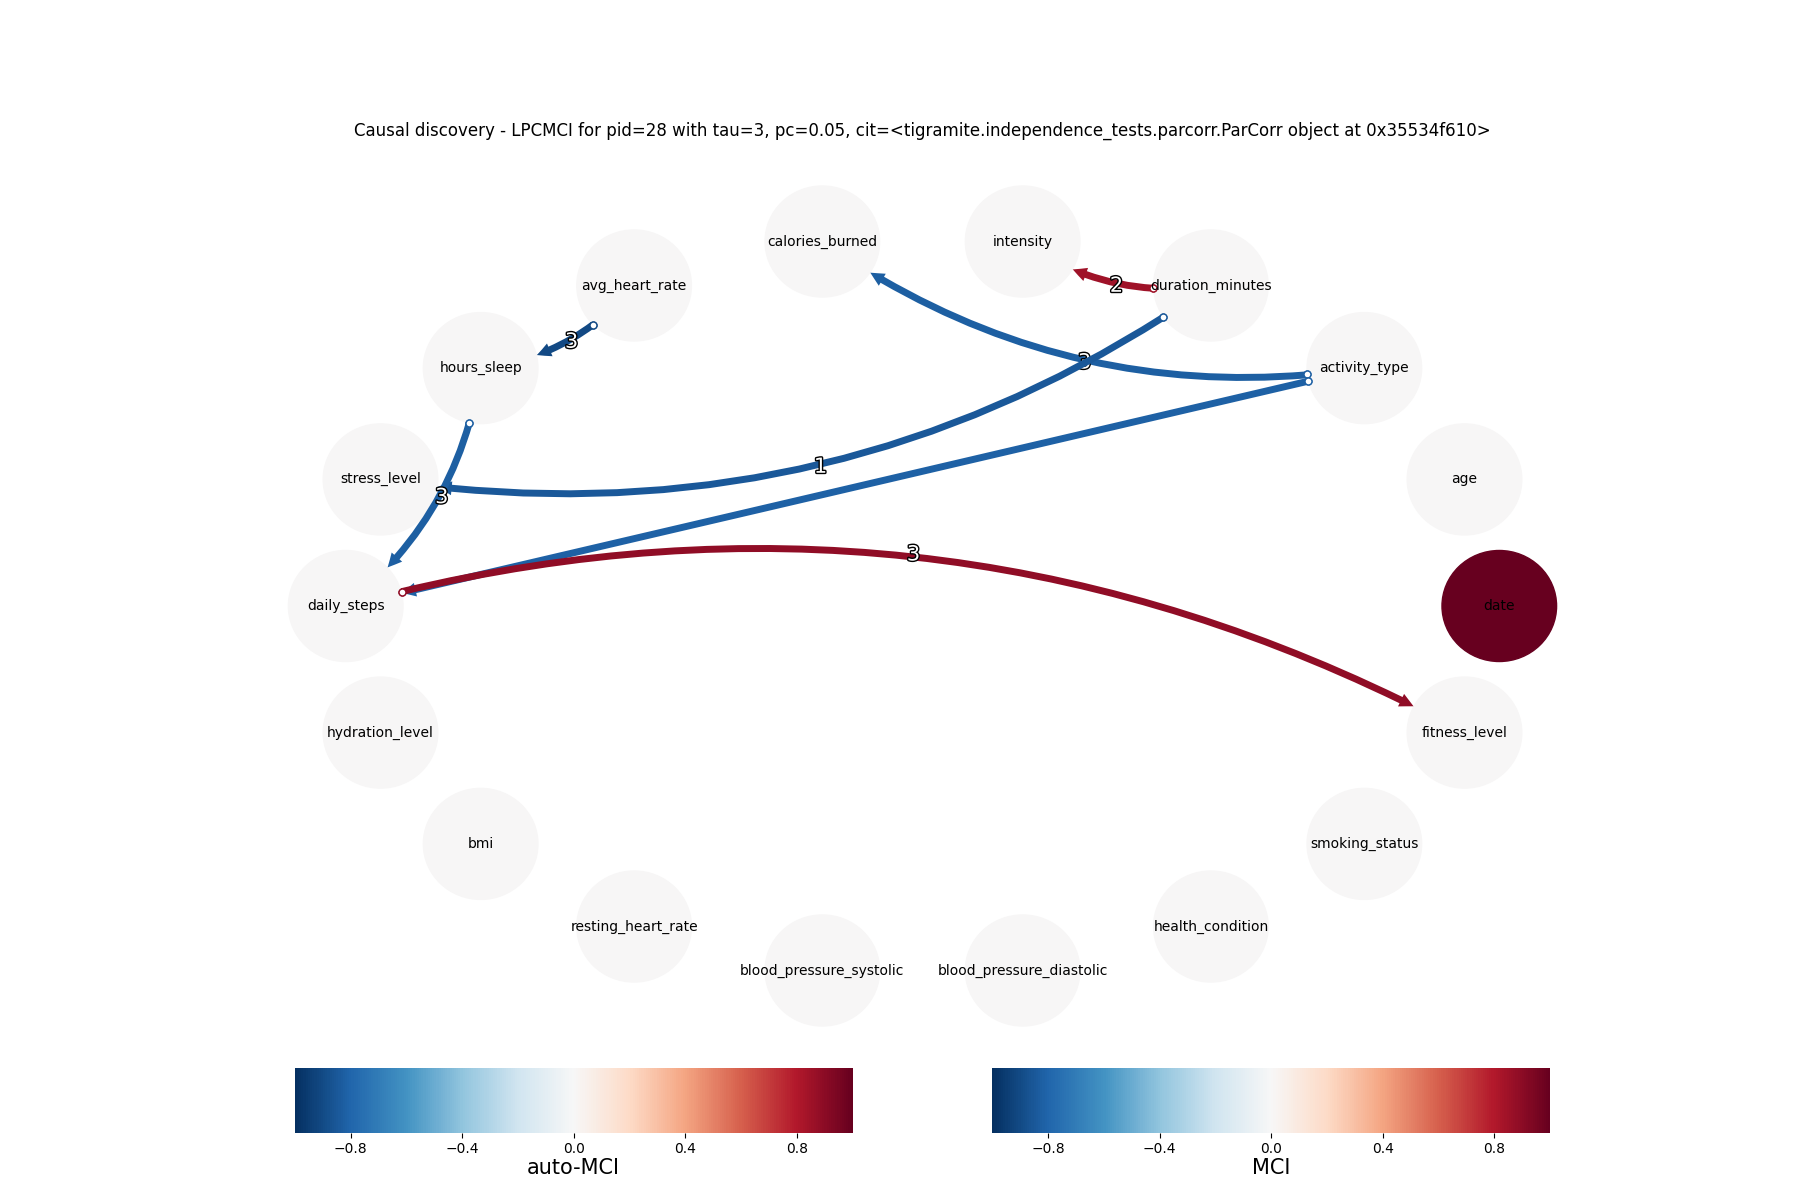 Causal discovery - LPCMCI for pid=28 with tau=3, pc=0.05, cit=<tigramite.independence_tests.parcorr.ParCorr object at 0x35534f610>
calories_burned
intensity
avg_heart_rate
2
duration_minutes
3
3
hours_sleep
activity_type
1
stress_level
3
age
3
daily_steps
date
hydration_level
fitness_level
bmi
smoking_status
resting_heart_rate
health_condition
blood_pressure_systolic
blood_pressure_diastolic
−0.8 −0.4 0.0 0.4 0.8
auto-MCI
−0.8 −0.4 0.0 0.4 0.8
MCI